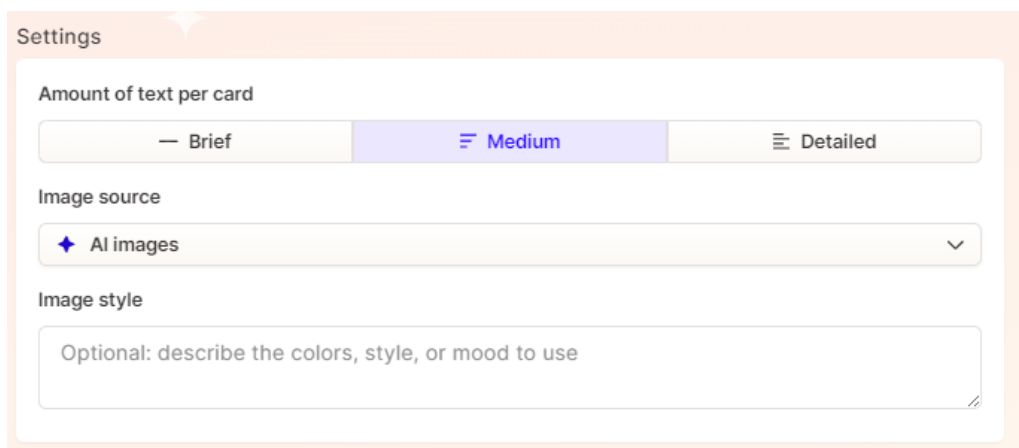 Settings
Amount of text per card
Brief
Medium
Detailed
Image source
AI images
Image style
Optional: describe the colors, style, or mood to use